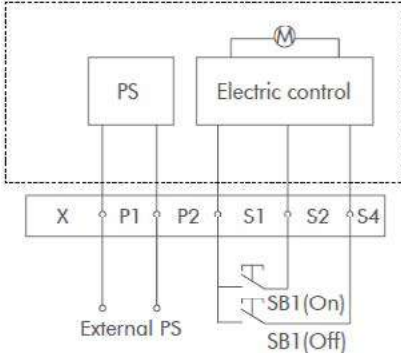 M
PS
Electric control
X P1 P2 S1 S2 S4
SB1(On)
External PS
SB1(Off)